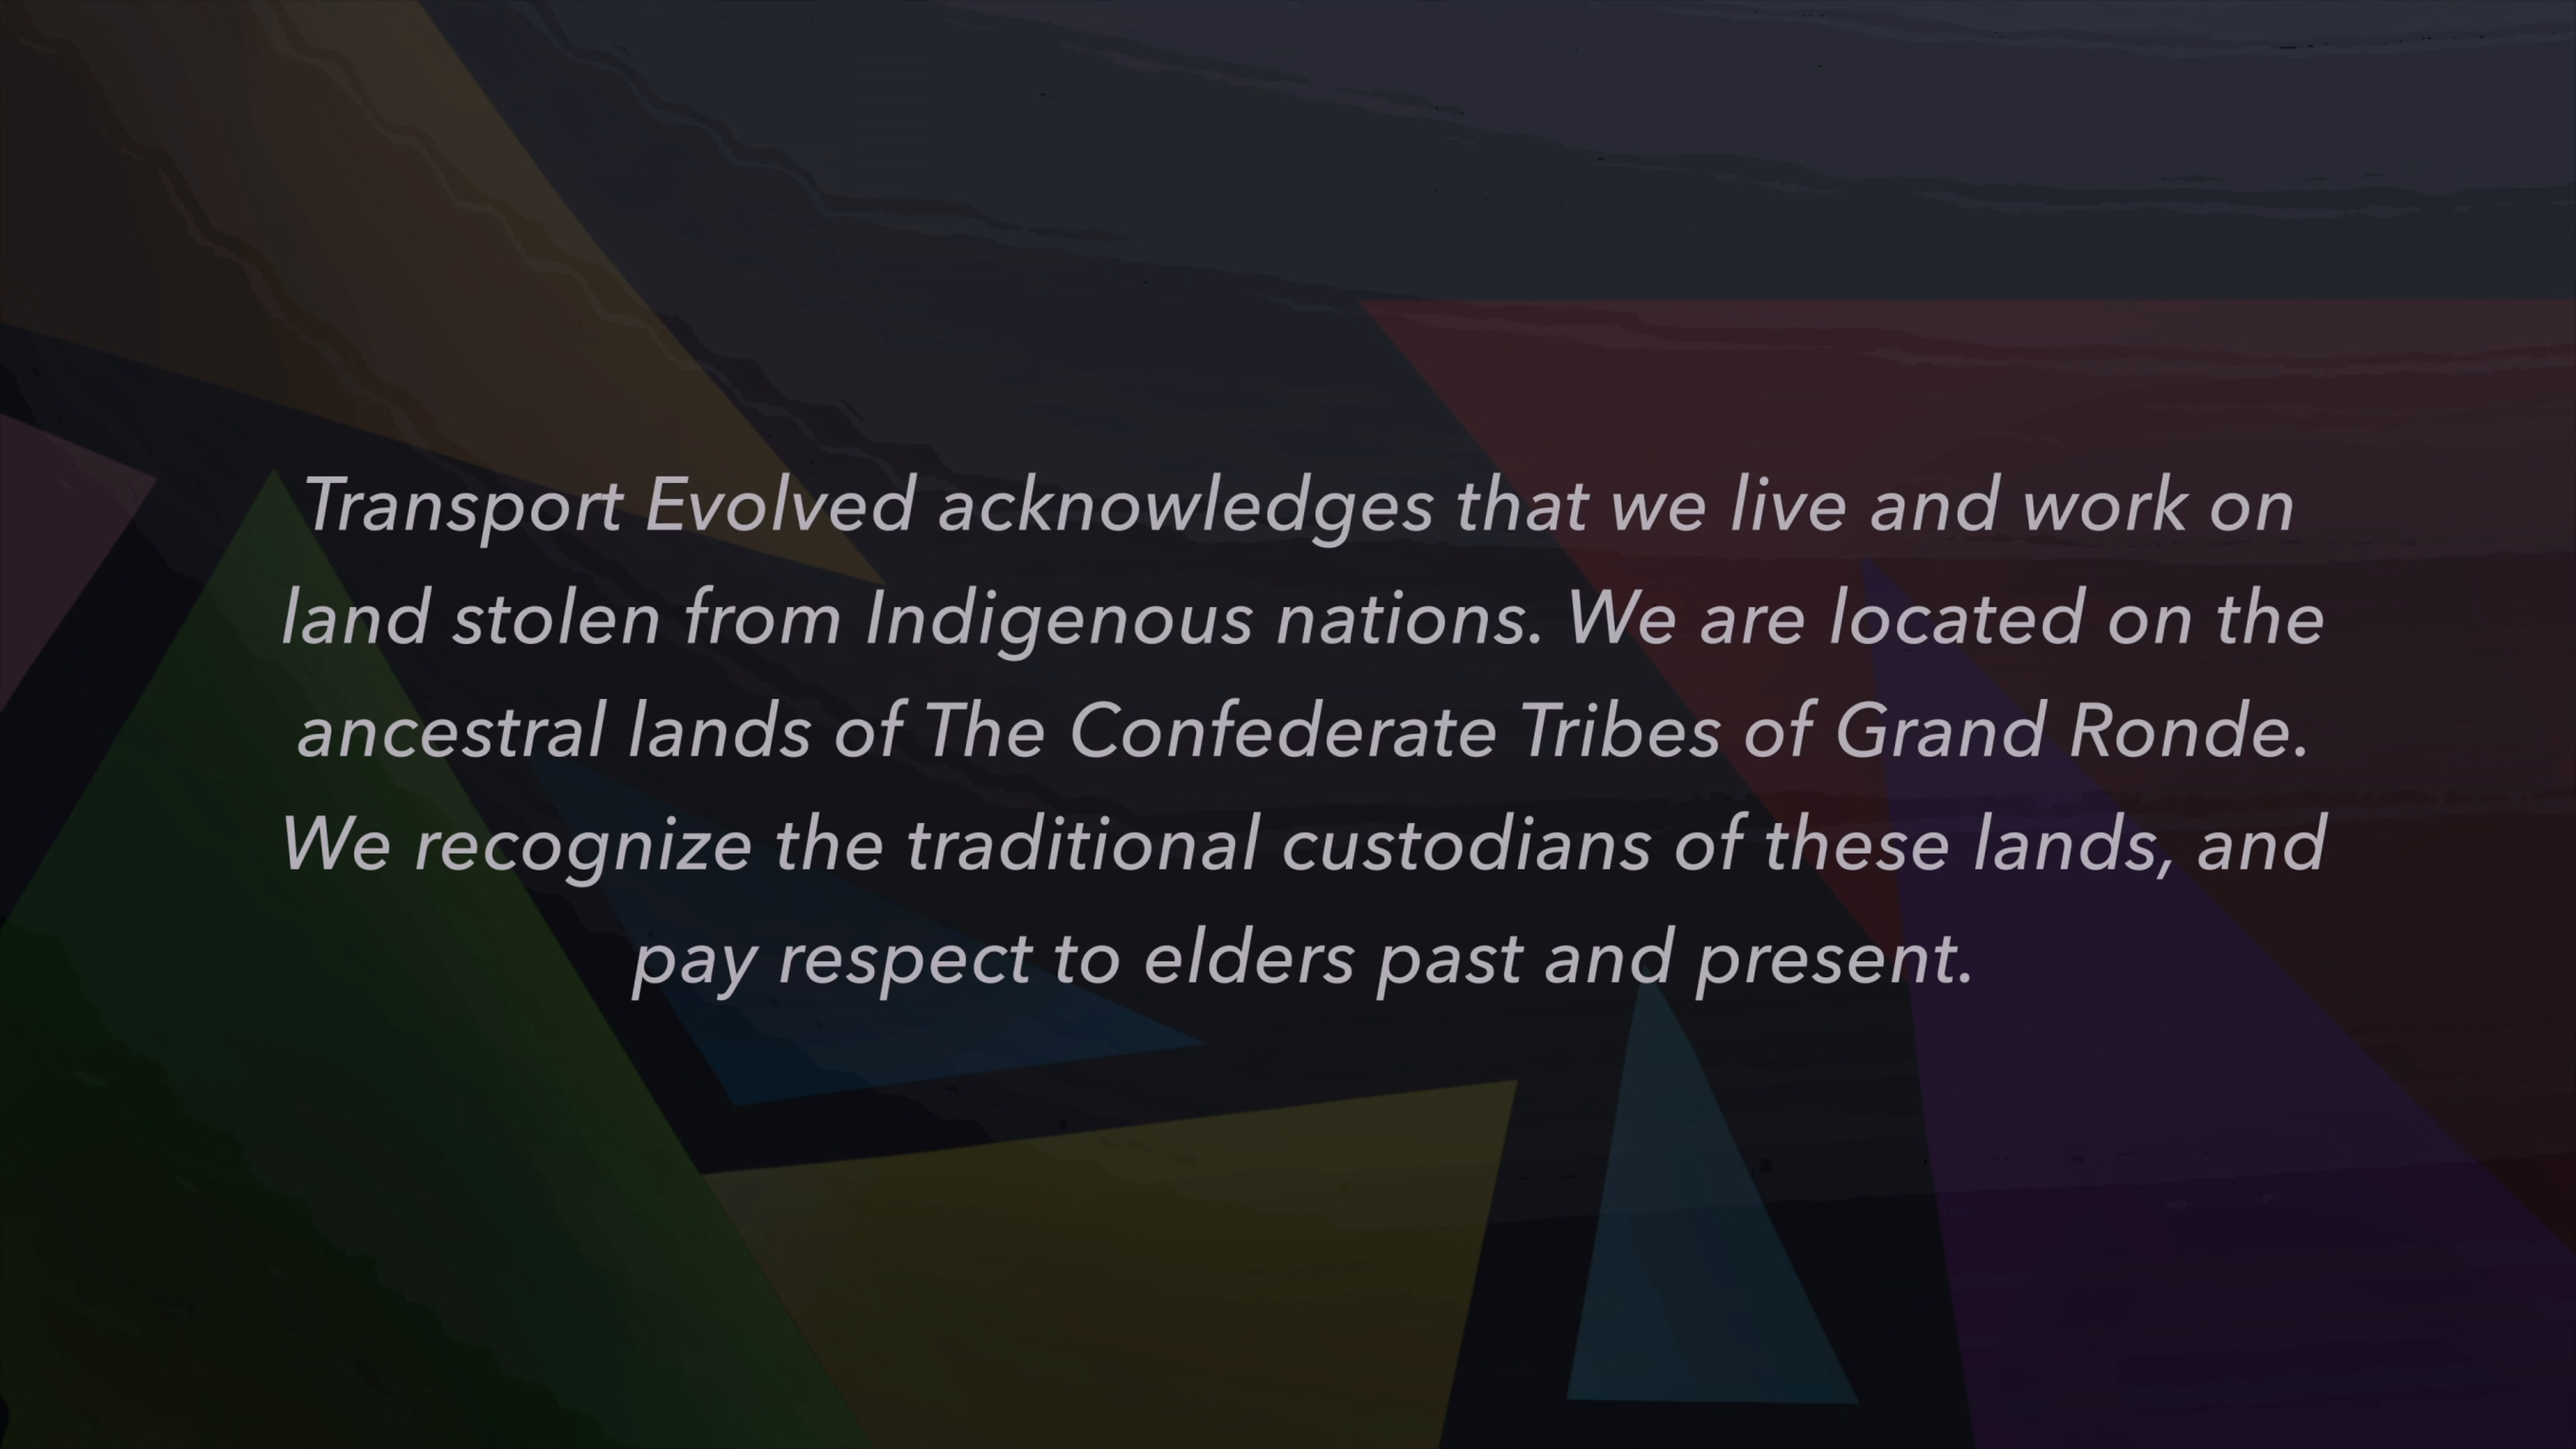 Transport Evolved acknowledges that we live and work on
land stolen from Indigenous nations. We are located on the
ancestral lands of The Confederate Tribes of Grand Ronde.
We recognize the traditional custodians of these lands, and
pay respect to elders past and present.